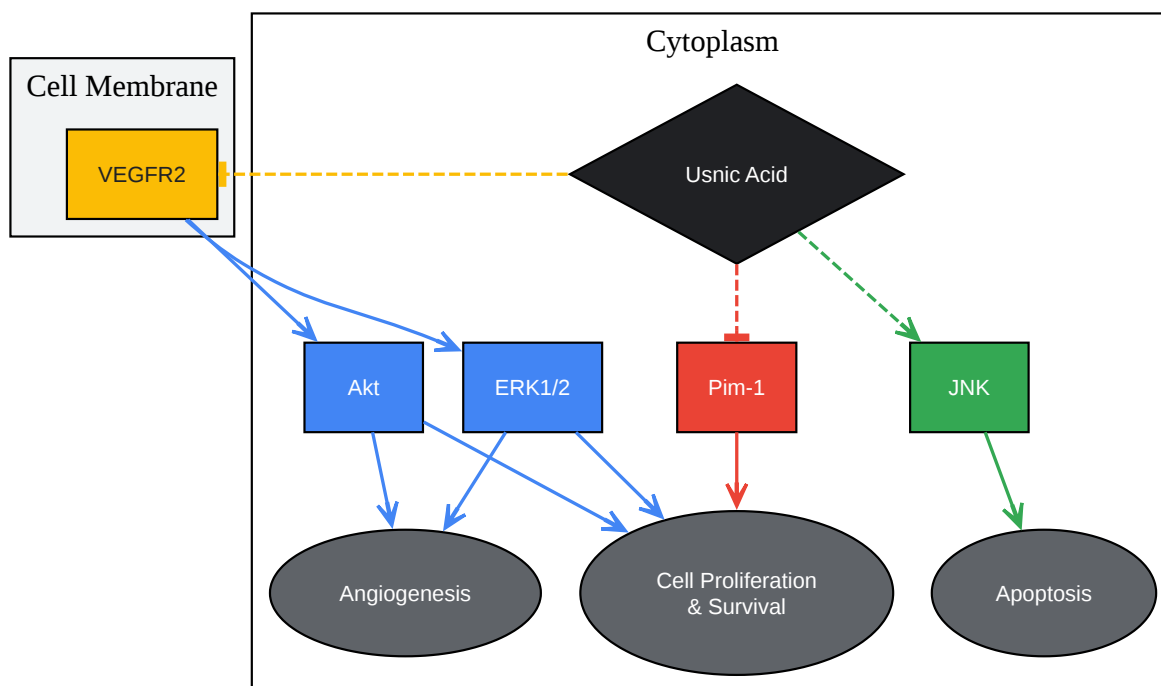 Cytoplasm
Cell Membrane
VEGFR2
Usnic Acid
Akt
ERK1/2
Pim-1
JNK
Angiogenesis
Cell Proliferation
& Survival
Apoptosis